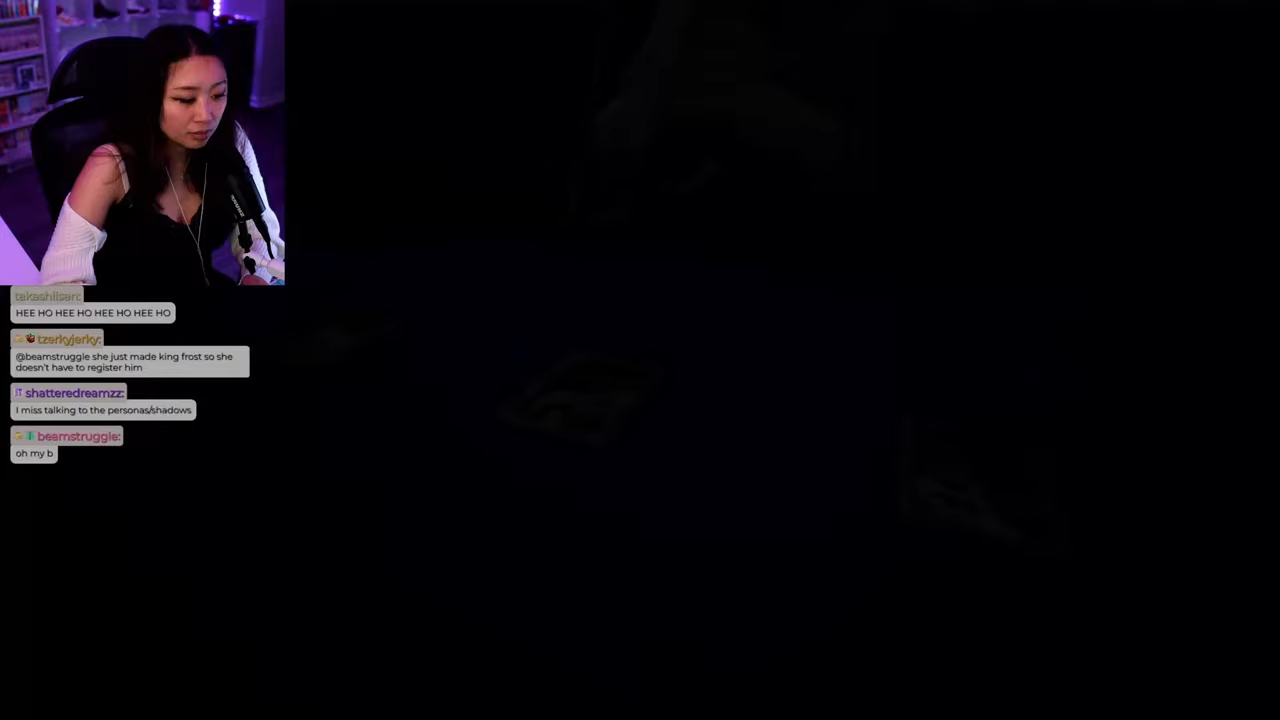 takashiisan:
HEE HO HEE HO HEE HO HEE HO
tzerkyjerky:
@beamstruggle she just made king frost so she
doesn't have to register him
shatteredreamzz:
I miss talking to the personas/shadows
beamstruggle:
oh my b